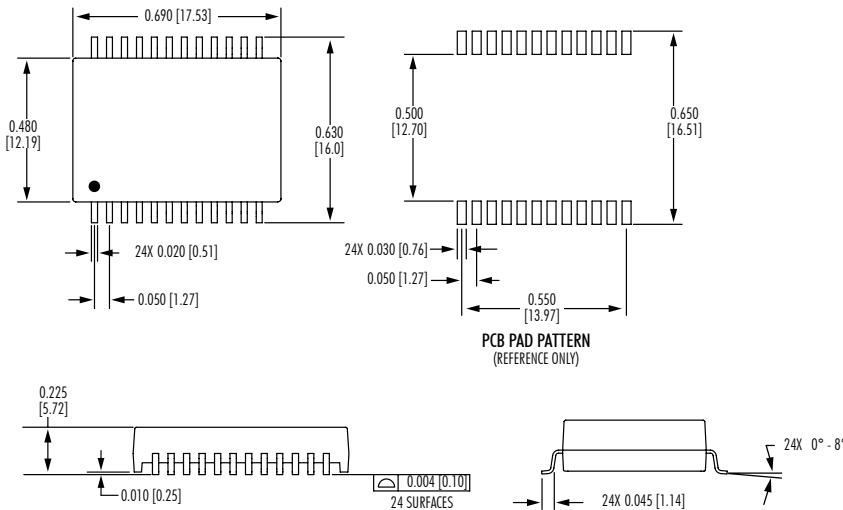 0.690 [17.53]
0.480
[12.19]
0.630
[16.0]
24X 0.020 [0.51]
0.050 [1.27]
0.500
[12.70]
0.650
[16.51]
24X 0.030 [0.76]
0.050 [1.27]
0.550
[13.97]
PCB PAD PATTERN
(REFERENCE ONLY)
0.225
[5.72]
0.010 [0.25]
0.004 [0.10]
24 SURFACES
24X 0° - 8°
24X 0.045 [1.14]